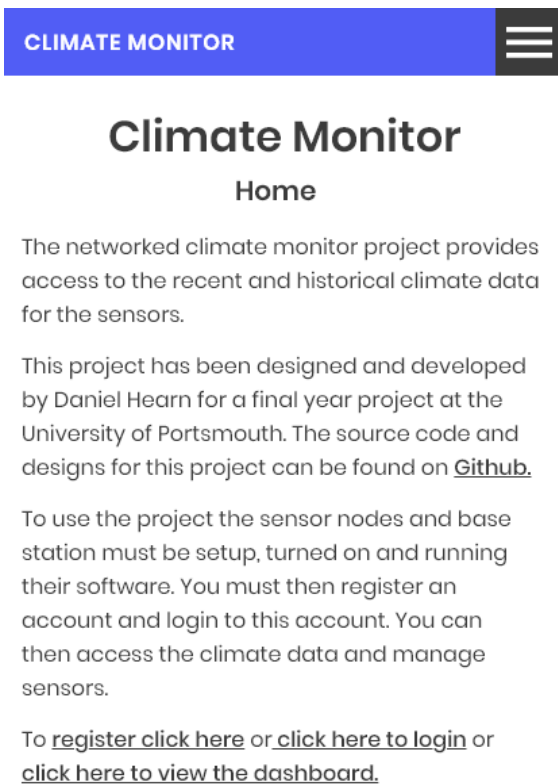 CLIMATE MONITOR
Climate Monitor
Home
The networked climate monitor project provides
access to the recent and historical climate data
for the sensors.
This project has been designed and developed
by Daniel Hearn for a final year project at the
University of Portsmouth. The source code and
designs for this project can be found on Github.
To use the project the sensor nodes and base
station must be setup, turned on and running
their software. You must then register an
account and login to this account. You can
then access the climate data and manage
sensors.
To register click here or click here to login or
click here to view the dashboard.